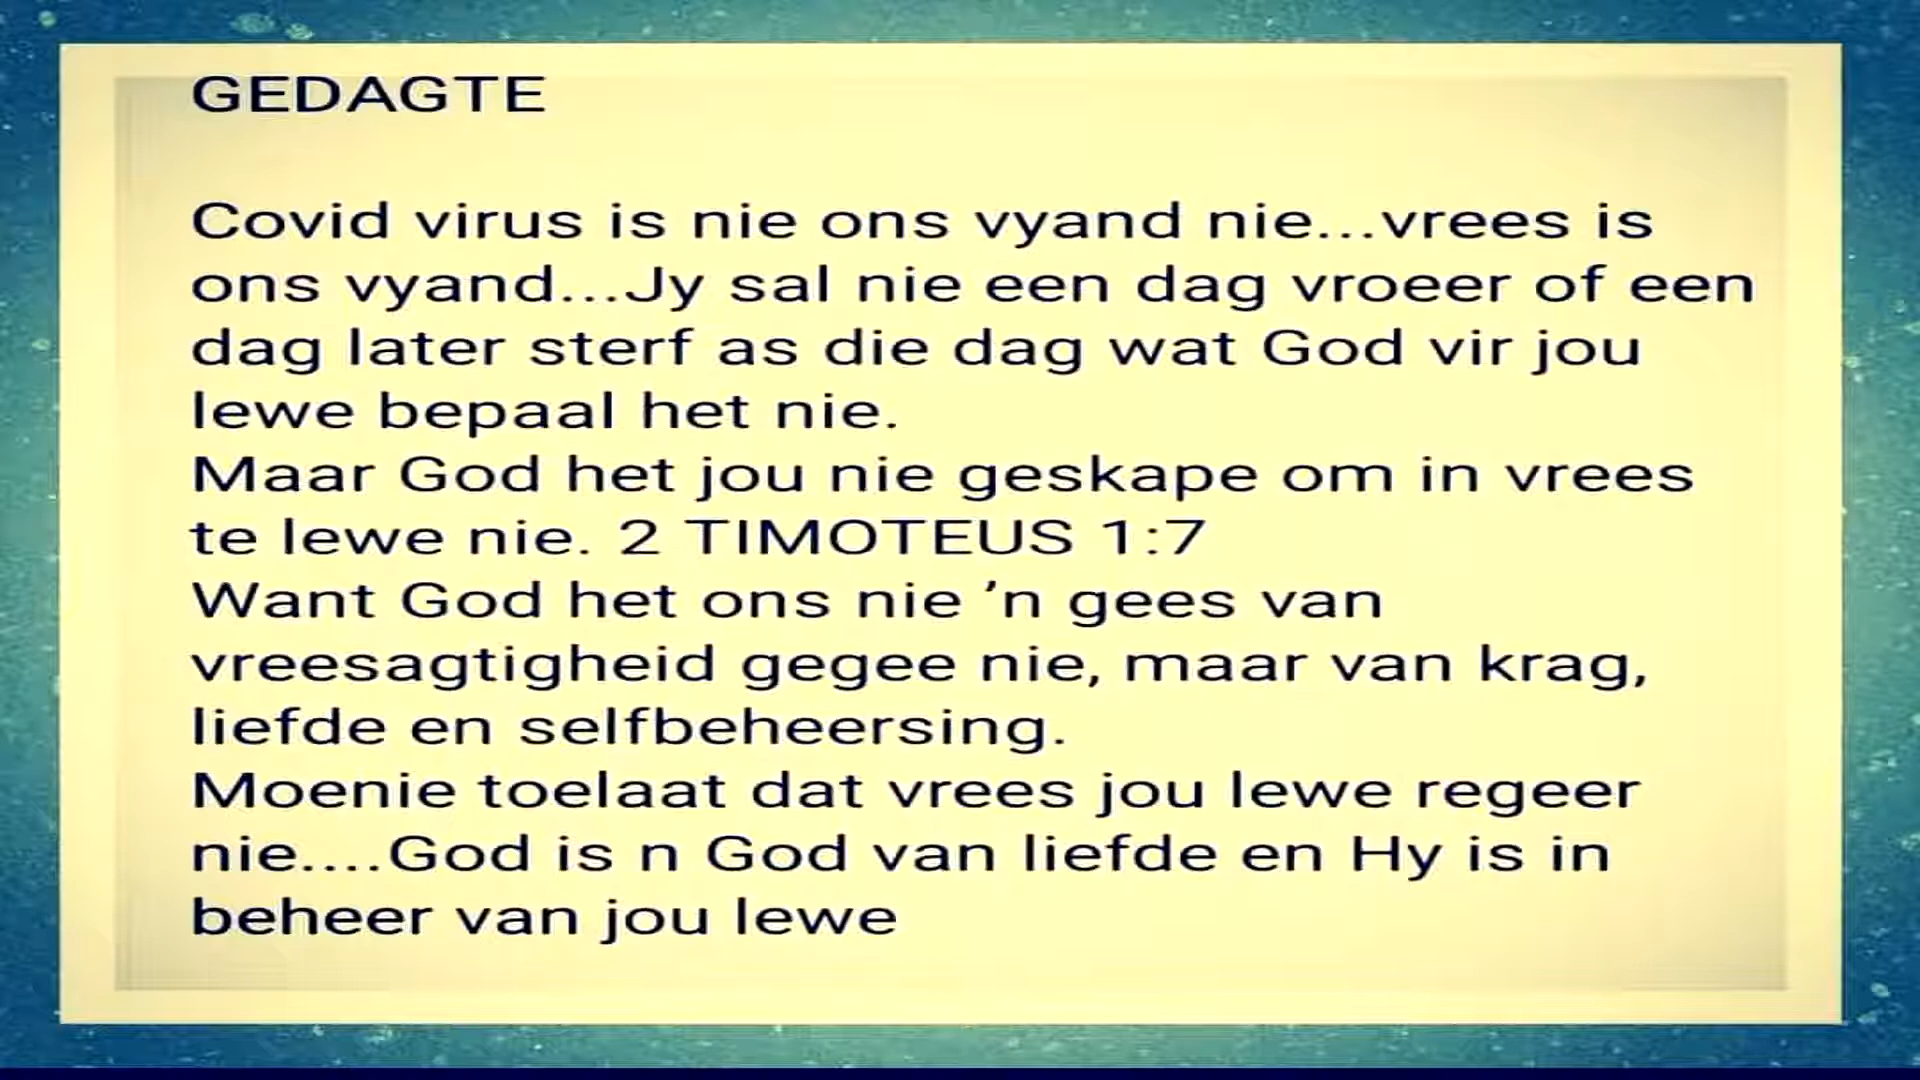 GEDAGTE
Covid virus is nie ons vyand nie...vrees is
ons vyand...Jy sal nie een dag vroeer of een
dag later sterf as die dag wat God vir jou
lewe bepaal het nie.
Maar God het jou nie geskape om in vrees
te lewe nie. 2 TIMOTEUS 1:7
Want God het ons nie ’n gees van
vreesagtigheid gegee nie, maar van krag,
liefde en selfbeheersing.
Moenie toelaat dat vrees jou lewe regeer
nie....God is n God van liefde en Hy is in
beheer van jou lewe